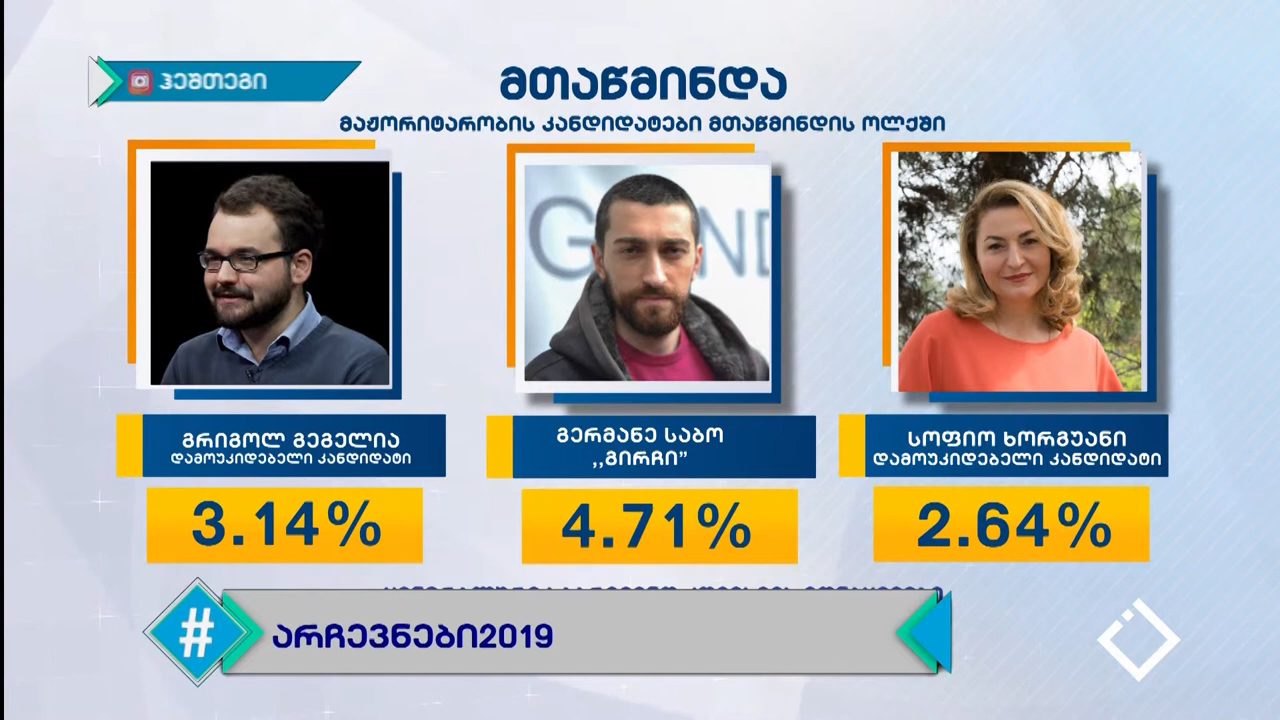 ჰეშთეგი
მთაწმინდა
მაჟორიტარობის კანდიდატები მთაწმინდის ოლქში
G ND
გრიგოლ გეგელია
დამოუკიდებელი კანდიდატი
გერმანე საბო
,,გირჩი”
სოფიო ხორგუანი
დამოუკიდებელი კანდიდატი
3.14%
4.71%
2.64%
#
არჩევნები2019